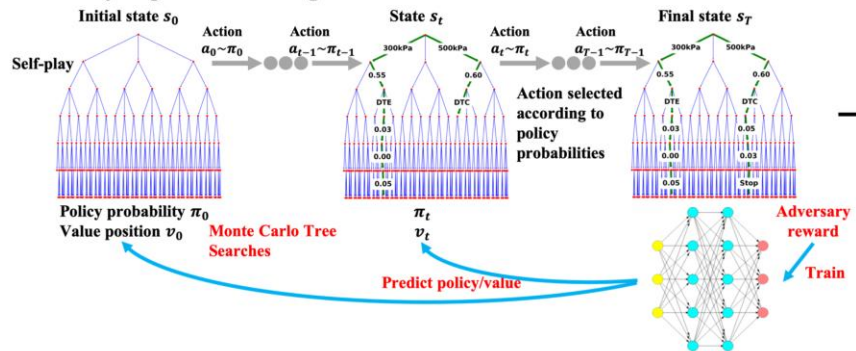 Initial state s₀
Action
a₀~π₀
Action
aₜ₋₁~πₜ₋₁
State sₜ
Action
aₜ~πₜ
Action
a_T₋₁~π_T₋₁
Final state s_T
Self-play
300kPa
500kPa
0.55
0.60
DTE
DTC
0.03
0.00
0.05
Action selected
according to
policy
probabilities
300kPa
500kPa
0.55
0.60
DTE
DTC
0.03
0.05
0.00
0.03
0.05
Stop
Policy probability π₀
Value position v₀
Monte Carlo Tree
Searches
πₜ
vₜ
Predict policy/value
Adversary
reward
Train